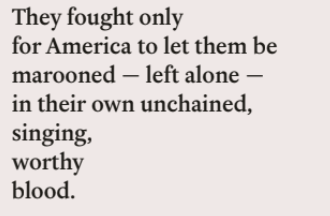 They fought only
for America to let them be
marooned — left alone —
in their own unchained,
singing,
worthy
blood.